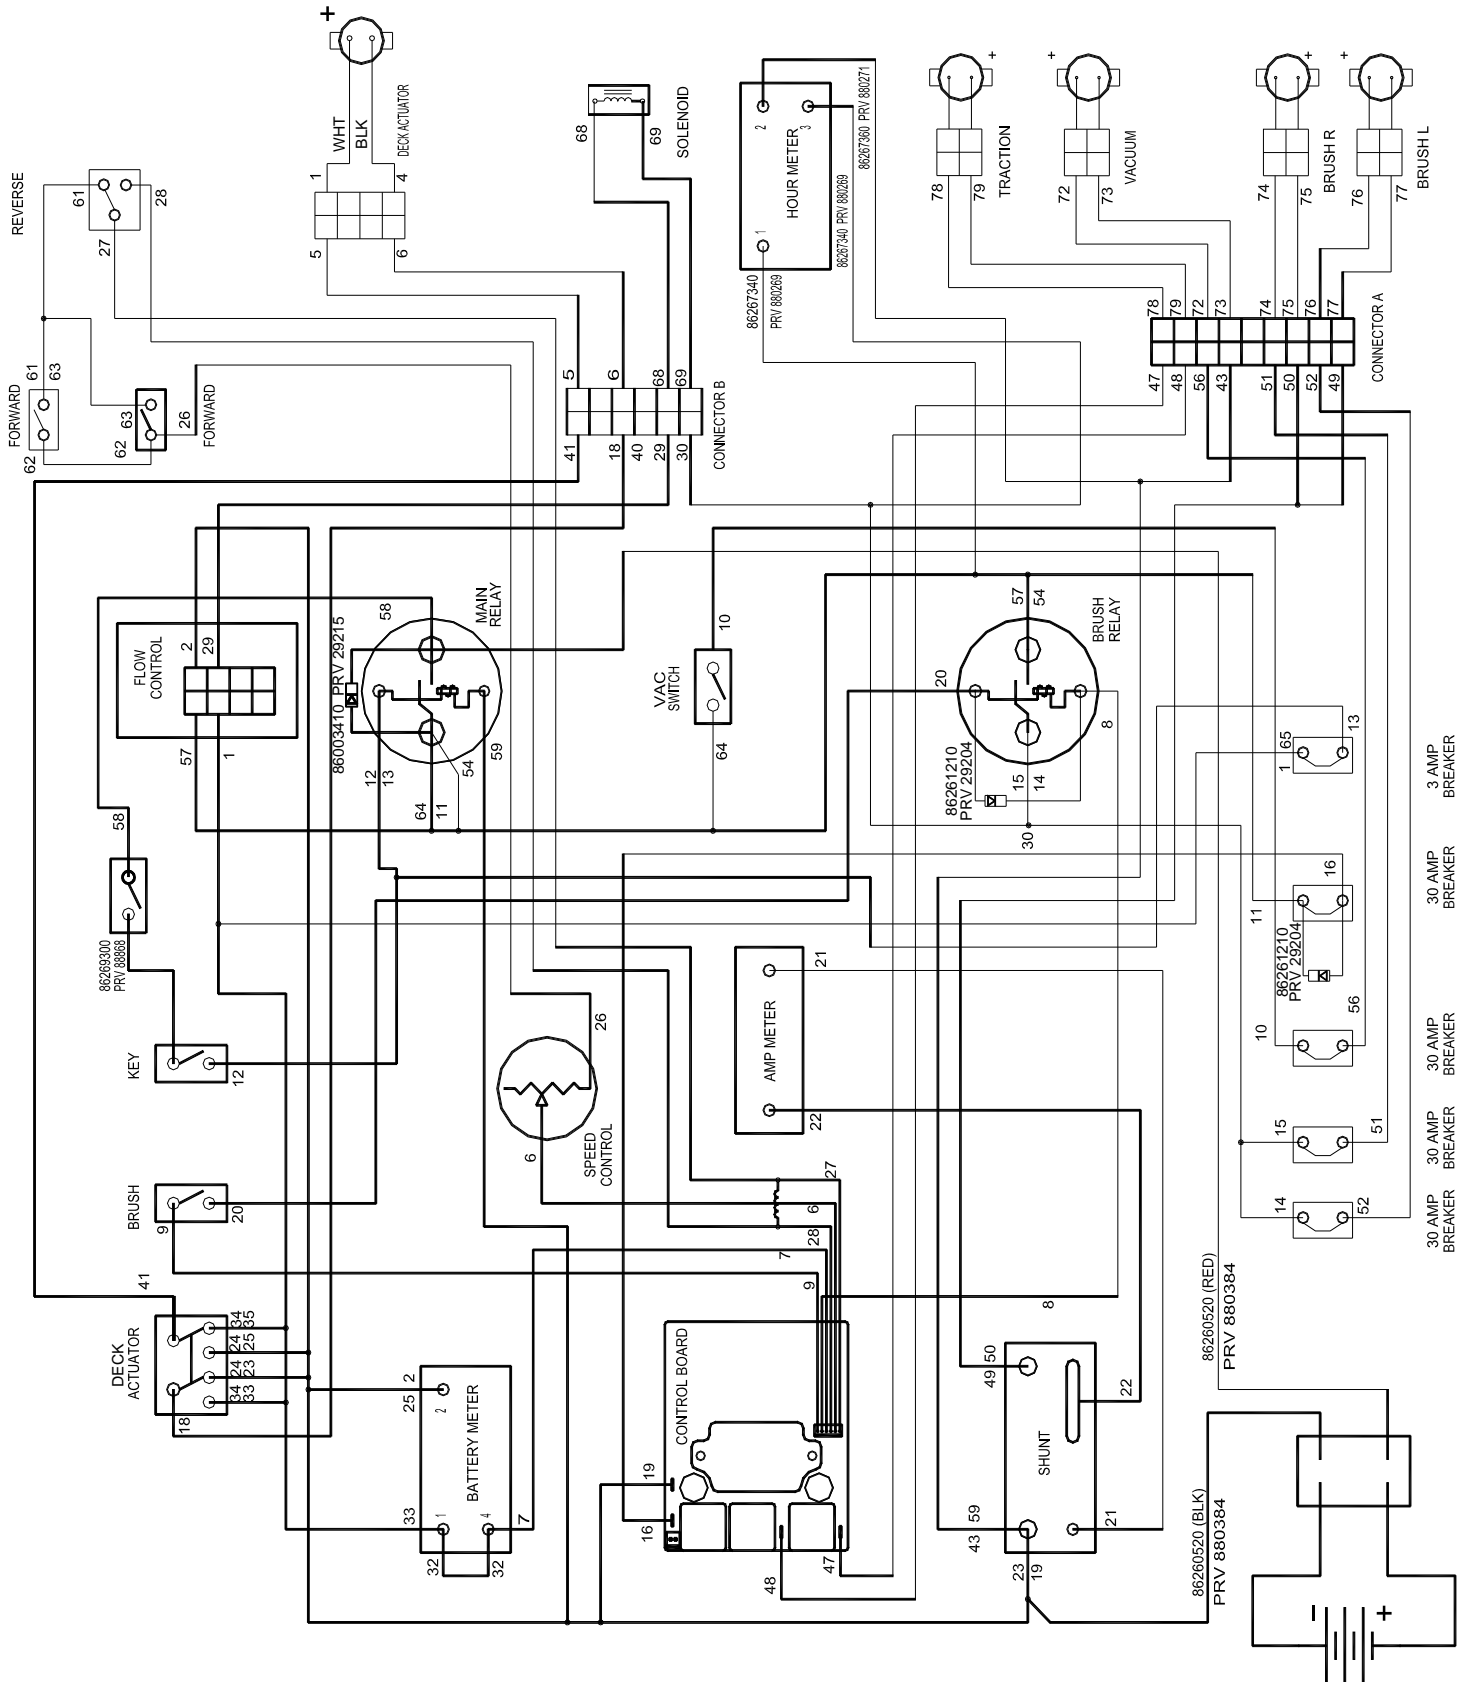 REVERSE
61
28
27
FORWARD
61
63
62
63
62
26
FORWARD
+
WHT
BLK
DECK ACTUATOR
1
4
5
6
68
69
SOLENOID
2
3
1
HOUR METER
86267340
PRV 880269
86267340 PRV 880269
86267360 PRV 880271
+
78
79
TRACTION
+
72
73
VACUUM
+
74
75
BRUSH R
+
76
77
BRUSH L
78
79
72
73
74
75
76
77
47
48
56
43
51
50
52
49
CONNECTOR A
5
6
68
69
41
18
40
29
30
CONNECTOR B
FLOW
CONTROL
2
29
57
1
58
MAIN
RELAY
86003410 PRV 29215
12
13
54
59
64
11
VAC
SWITCH
10
64
57
54
BRUSH
RELAY
20
8
15
14
30
86261210
PRV 29204
58
86269300
PRV 88868
KEY
12
BRUSH
9
20
26
6
SPEED
CONTROL
AMP METER
21
22
1
65
13
3 AMP
BREAKER
11
16
86261210
PRV 29204
30 AMP
BREAKER
10
56
30 AMP
BREAKER
15
51
30 AMP
BREAKER
14
52
30 AMP
BREAKER
41
DECK
ACTUATOR
34
35
24
25
24
23
34
33
18
25
2
2
BATTERY METER
33
1
4
32
32
7
27
6
28
7
9
8
CONTROL BOARD
19
16
48
47
49
50
SHUNT
22
43
59
23
19
21
86260520 (RED)
PRV 880384
86260520 (BLK)
PRV 880384
-
+